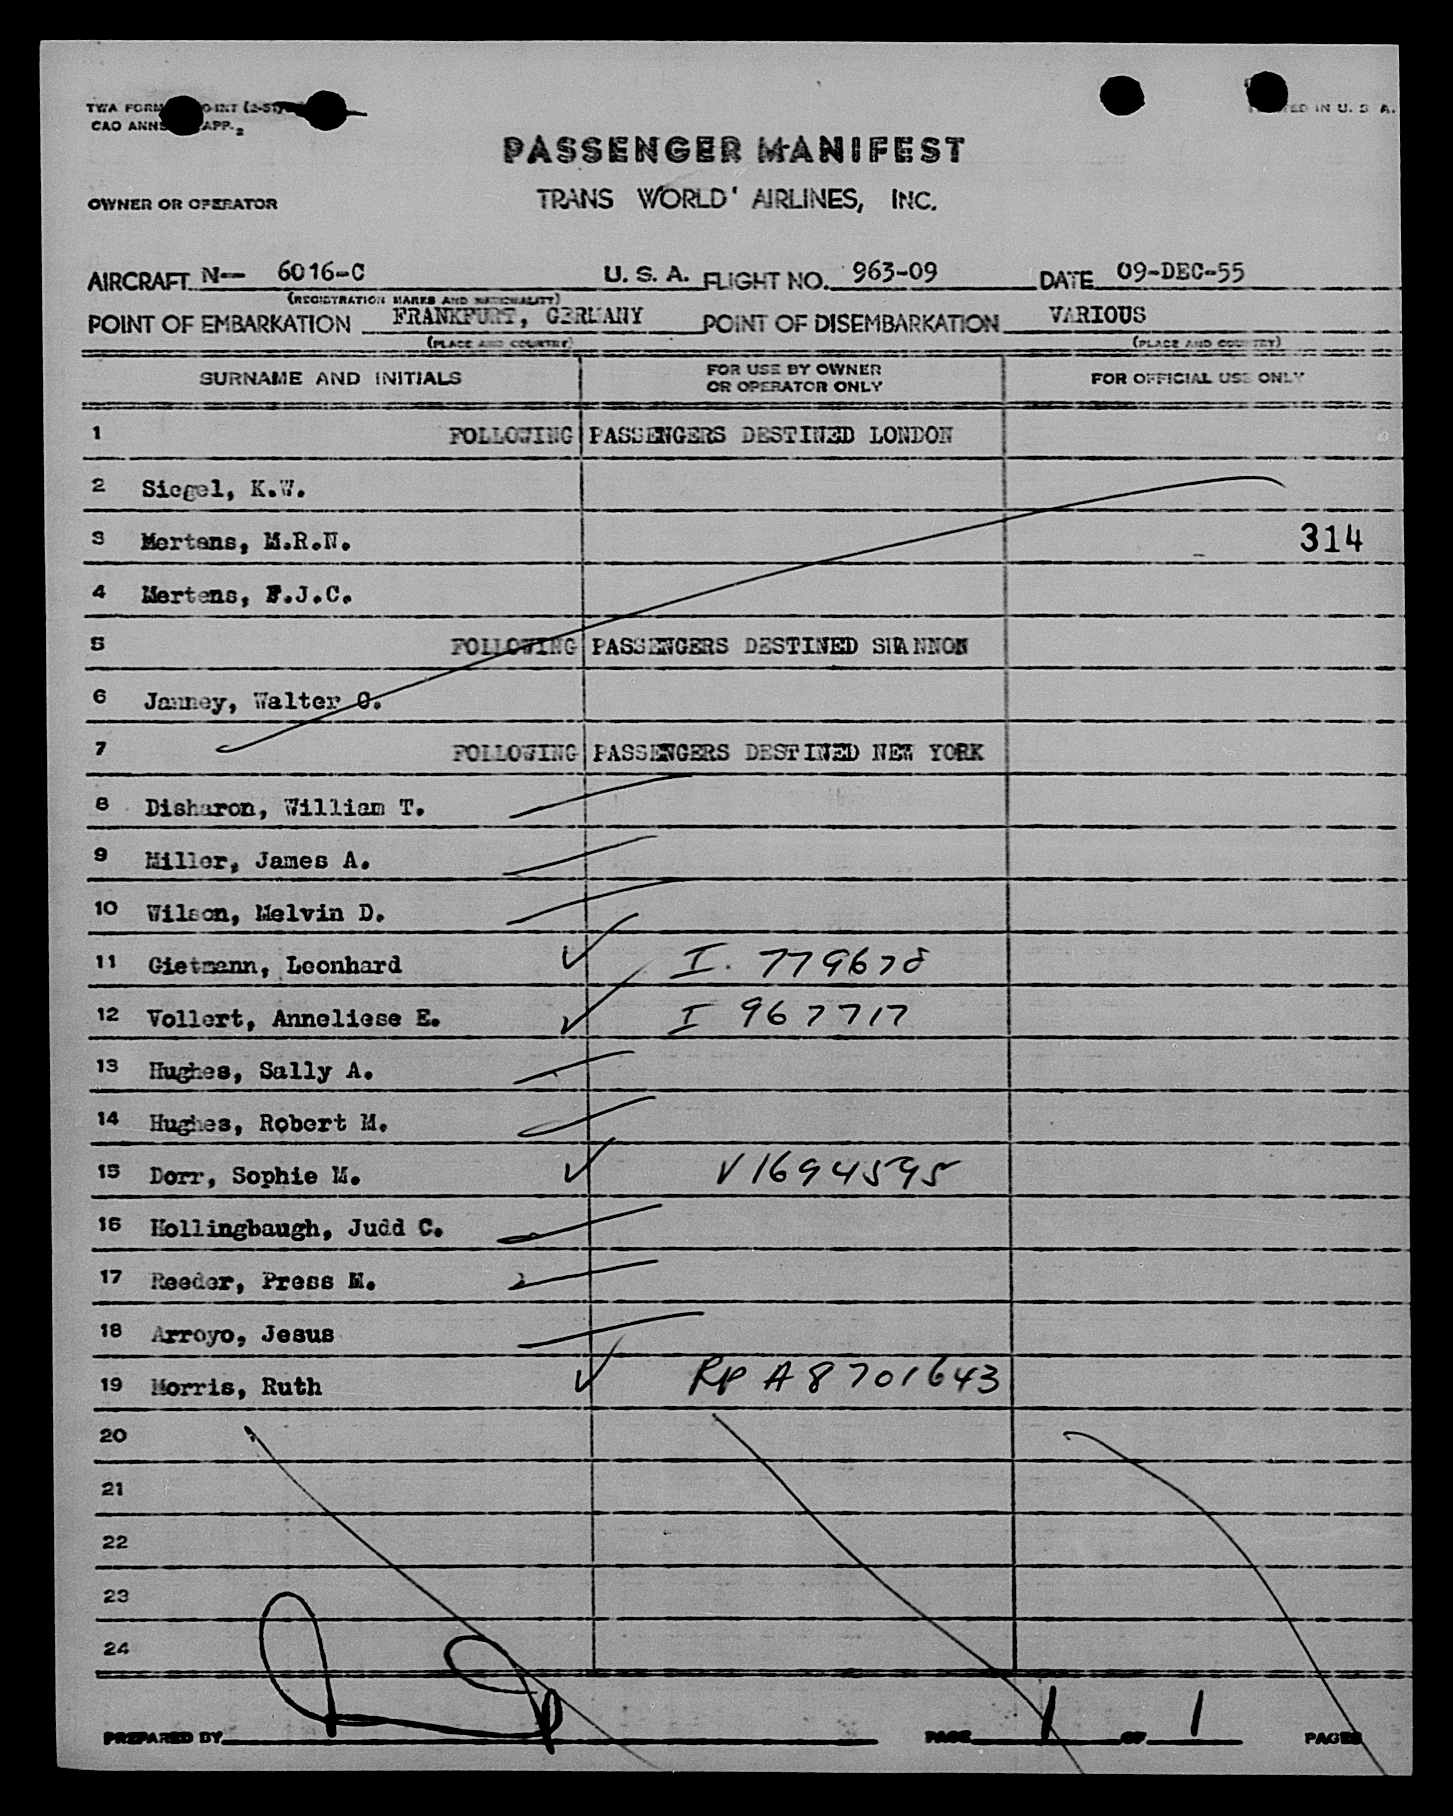 TWA FORM O-INT (2-51)
PRINTED IN U. S. A.
CAO ANNEX APP. 2
PASSENGER MANIFEST
OWNER OR OPERATOR
TRANS WORLD AIRLINES, INC.
AIRCRAFT N-- 6016-C U. S. A. FLIGHT NO. 963-09 DATE 09-DEC-55
(REGISTRATION MARKS AND NATIONALITY)
POINT OF EMBARKATION FRANKFURT, GERMANY POINT OF DISEMBARKATION VARIOUS
(PLACE AND COUNTRY) (PLACE AND COUNTRY)
SURNAME AND INITIALS FOR USE BY OWNER OR OPERATOR ONLY FOR OFFICIAL USE ONLY
1 FOLLOWING PASSENGERS DESTINED LONDON
2 Siegel, K.W.
3 Mertens, M.R.N. 314
4 Mertens, F.J.C.
5 FOLLOWING PASSENGERS DESTINED SHANNON
6 Janney, Walter C.
7 FOLLOWING PASSENGERS DESTINED NEW YORK
8 Disharon, William T.
9 Miller, James A.
10 Wilson, Melvin D.
11 Gietmann, Leonhard I. 779678
12 Vollert, Anneliese E. I 967717
13 Hughes, Sally A.
14 Hughes, Robert M.
15 Dorr, Sophie M. V1694595
16 Hollingbaugh, Judd C.
17 Reeder, Press M.
18 Arroyo, Jesus
19 Morris, Ruth RP A8701643
20
21
22
23
24
PREPARED BY PAGE 1 OF 1 PAGES